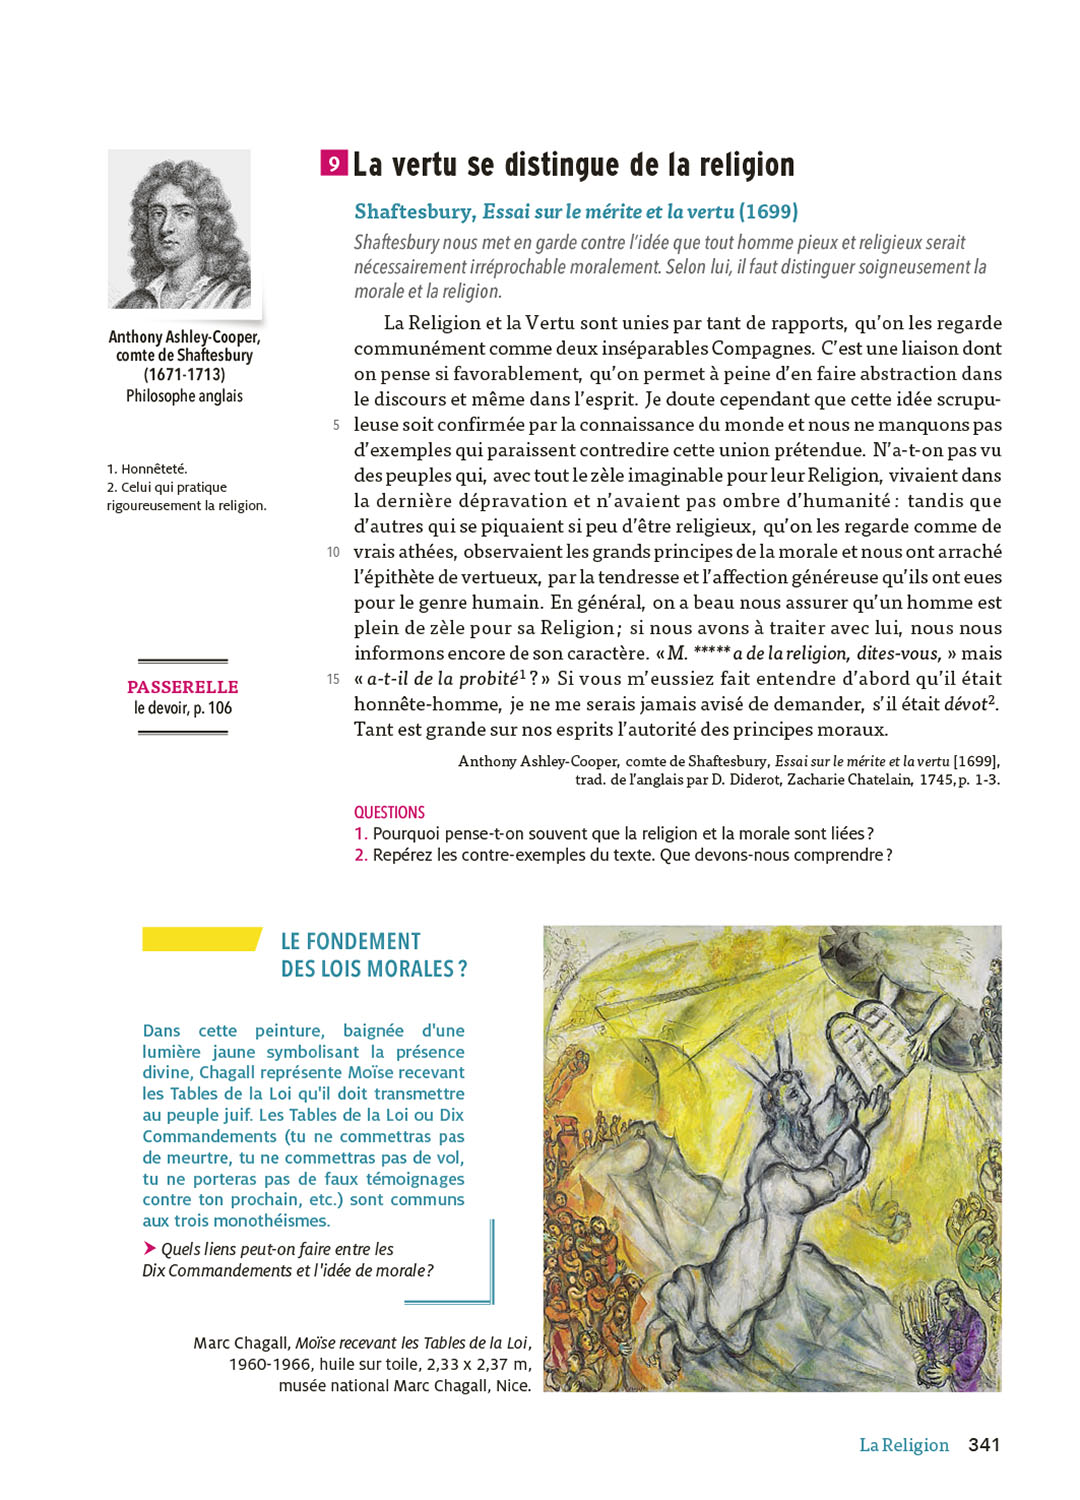 9 La vertu se distingue de la religion
Shaftesbury, Essai sur le mérite et la vertu (1699)
Shaftesbury nous met en garde contre l'idée que tout homme pieux et religieux serait
nécessairement irréprochable moralement. Selon lui, il faut distinguer soigneusement la
morale et la religion.
Anthony Ashley-Cooper,
comte de Shaftesbury
(1671-1713)
Philosophe anglais
1. Honnêteté.
2. Celui qui pratique
rigoureusement la religion.
PASSERELLE
le devoir, p. 106
La Religion et la Vertu sont unies par tant de rapports, qu'on les regarde
communément comme deux inséparables Compagnes. C'est une liaison dont
on pense si favorablement, qu'on permet à peine d'en faire abstraction dans
le discours et même dans l'esprit. Je doute cependant que cette idée scrupu-
5 leuse soit confirmée par la connaissance du monde et nous ne manquons pas
d'exemples qui paraissent contredire cette union prétendue. N'a-t-on pas vu
des peuples qui, avec tout le zèle imaginable pour leur Religion, vivaient dans
la dernière dépravation et n'avaient pas ombre d'humanité : tandis que
d'autres qui se piquaient si peu d'être religieux, qu'on les regarde comme de
10 vrais athées, observaient les grands principes de la morale et nous ont arraché
l'épithète de vertueux, par la tendresse et l'affection généreuse qu'ils ont eues
pour le genre humain. En général, on a beau nous assurer qu'un homme est
plein de zèle pour sa Religion ; si nous avons à traiter avec lui, nous nous
informons encore de son caractère. « M. ***** a de la religion, dites-vous, » mais
15 « a-t-il de la probité¹ ? » Si vous m'eussiez fait entendre d'abord qu'il était
honnête-homme, je ne me serais jamais avisé de demander, s'il était dévot².
Tant est grande sur nos esprits l'autorité des principes moraux.
Anthony Ashley-Cooper, comte de Shaftesbury, Essai sur le mérite et la vertu [1699],
trad. de l'anglais par D. Diderot, Zacharie Chatelain, 1745, p. 1-3.
QUESTIONS
1. Pourquoi pense-t-on souvent que la religion et la morale sont liées ?
2. Repérez les contre-exemples du texte. Que devons-nous comprendre ?
LE FONDEMENT
DES LOIS MORALES ?
Dans cette peinture, baignée d'une
lumière jaune symbolisant la présence
divine, Chagall représente Moïse recevant
les Tables de la Loi qu'il doit transmettre
au peuple juif. Les Tables de la Loi ou Dix
Commandements (tu ne commettras pas
de meurtre, tu ne commettras pas de vol,
tu ne porteras pas de faux témoignages
contre ton prochain, etc.) sont communs
aux trois monothéismes.
➤ Quels liens peut-on faire entre les
Dix Commandements et l'idée de morale ?
Marc Chagall, Moïse recevant les Tables de la Loi,
1960-1966, huile sur toile, 2,33 x 2,37 m,
musée national Marc Chagall, Nice.
La Religion 341